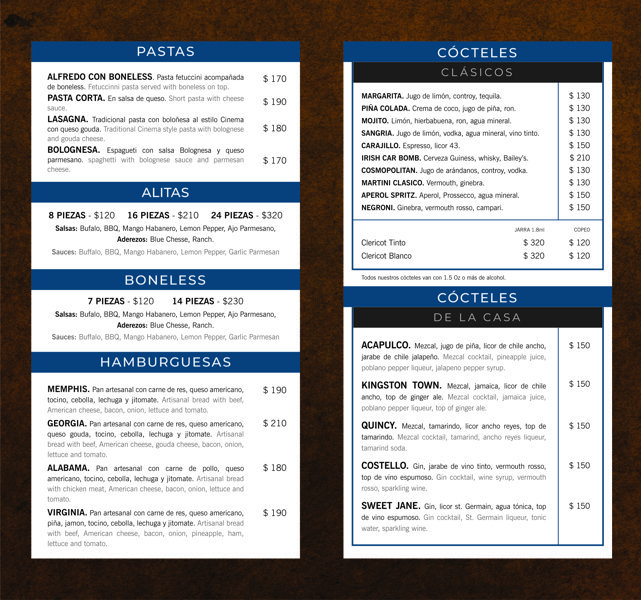 PASTAS
ALFREDO CON BONELESS. Pasta fetuccini acompañada
de boneless. Fetuccinni pasta served with boneless on top.
$ 170
PASTA CORTA. En salsa de queso. Short pasta with cheese
sauce.
$ 190
LASAGNA. Tradicional pasta con boloñesa al estilo Cinema
con queso gouda. Traditional Cinema style pasta with bolognese
and gouda cheese.
$ 180
BOLOGNESA. Espagueti con salsa Bolognesa y queso
parmesano. spaghetti with bolognese sauce and parmesan
cheese.
$ 170
ALITAS
8 PIEZAS - $120 16 PIEZAS - $210 24 PIEZAS - $320
Salsas: Bufalo, BBQ, Mango Habanero, Lemon Pepper, Ajo Parmesano,
Aderezos: Blue Chesse, Ranch.
Sauces: Buffalo, BBQ, Mango Habanero, Lemon Pepper, Garlic Parmesan
BONELESS
7 PIEZAS - $120 14 PIEZAS - $230
Salsas: Bufalo, BBQ, Mango Habanero, Lemon Pepper, Ajo Parmesano,
Aderezos: Blue Chesse, Ranch.
Sauces: Buffalo, BBQ, Mango Habanero, Lemon Pepper, Garlic Parmesan
HAMBURGUESAS
MEMPHIS. Pan artesanal con carne de res, queso americano,
tocino, cebolla, lechuga y jitomate. Artisanal bread with beef,
American cheese, bacon, onion, lettuce and tomato.
$ 190
GEORGIA. Pan artesanal con carne de res, queso americano,
queso gouda, tocino, cebolla, lechuga y jitomate. Artisanal
bread with beef, American cheese, gouda cheese, bacon, onion,
lettuce and tomato.
$ 210
ALABAMA. Pan artesanal con carne de pollo, queso
americano, tocino, cebolla, lechuga y jitomate. Artisanal bread
with chicken meat, American cheese, bacon, onion, lettuce and
tomato.
$ 180
VIRGINIA. Pan artesanal con carne de res, queso americano,
piña, jamon, tocino, cebolla, lechuga y jitomate. Artisanal bread
with beef, American cheese, bacon, onion, pineapple, ham,
lettuce and tomato.
$ 190
CÓCTELES
CLÁSICOS
MARGARITA. Jugo de limón, controy, tequila. $ 130
PIÑA COLADA. Crema de coco, jugo de piña, ron. $ 130
MOJITO. Limón, hierbabuena, ron, agua mineral. $ 130
SANGRIA. Jugo de limón, vodka, agua mineral, vino tinto. $ 130
CARAJILLO. Espresso, licor 43. $ 150
IRISH CAR BOMB. Cerveza Guiness, whisky, Bailey's. $ 210
COSMOPOLITAN. Jugo de arándanos, controy, vodka. $ 130
MARTINI CLASICO. Vermouth, ginebra. $ 130
APEROL SPRITZ. Aperol, Prossecco, agua mineral. $ 150
NEGRONI. Ginebra, vermouth rosso, campari. $ 150
JARRA 1.8ml COPEO
Clericot Tinto $ 320 $ 120
Clericot Blanco $ 320 $ 120
Todos nuestros cócteles van con 1.5 Oz o más de alcohol.
CÓCTELES
DE LA CASA
ACAPULCO. Mezcal, jugo de piña, licor de chile ancho,
jarabe de chile jalapeño. Mezcal cocktail, pineapple juice,
poblano pepper liqueur, jalapeno pepper syrup.
$ 150
KINGSTON TOWN. Mezcal, jamaica, licor de chile
ancho, top de ginger ale. Mezcal cocktail, jamaica juice,
poblano pepper liqueur, top of ginger ale.
$ 150
QUINCY. Mezcal, tamarindo, licor ancho reyes, top de
tamarindo. Mezcal cocktail, tamarind, ancho reyes liqueur,
tamarind soda.
$ 150
COSTELLO. Gin, jarabe de vino tinto, vermouth rosso,
top de vino espumoso. Gin cocktail, wine syrup, vermouth
rosso, sparkling wine.
$ 150
SWEET JANE. Gin, licor st. Germain, agua tónica, top
de vino espumoso. Gin cocktail, St. Germain liqueur, tonic
water, sparkling wine.
$ 150